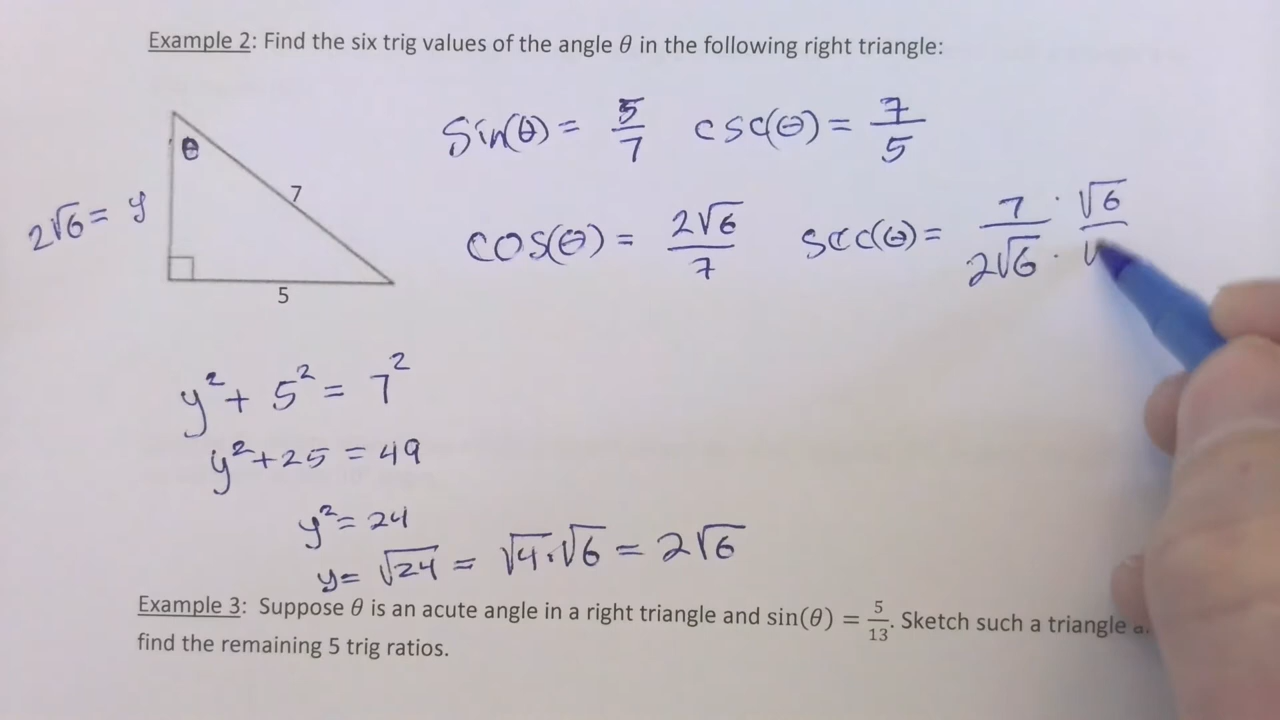 Example 2: Find the six trig values of the angle θ in the following right triangle:
θ
7
2√6 = y
5
sin(θ) = 5/7 csc(θ) = 7/5
cos(θ) = 2√6/7 sec(θ) = 7/2√6 · √6/√
y² + 5² = 7²
y² + 25 = 49
y² = 24
y = √24 = √4·√6 = 2√6
Example 3: Suppose θ is an acute angle in a right triangle and sin(θ) = 5/13. Sketch such a triangle
find the remaining 5 trig ratios.